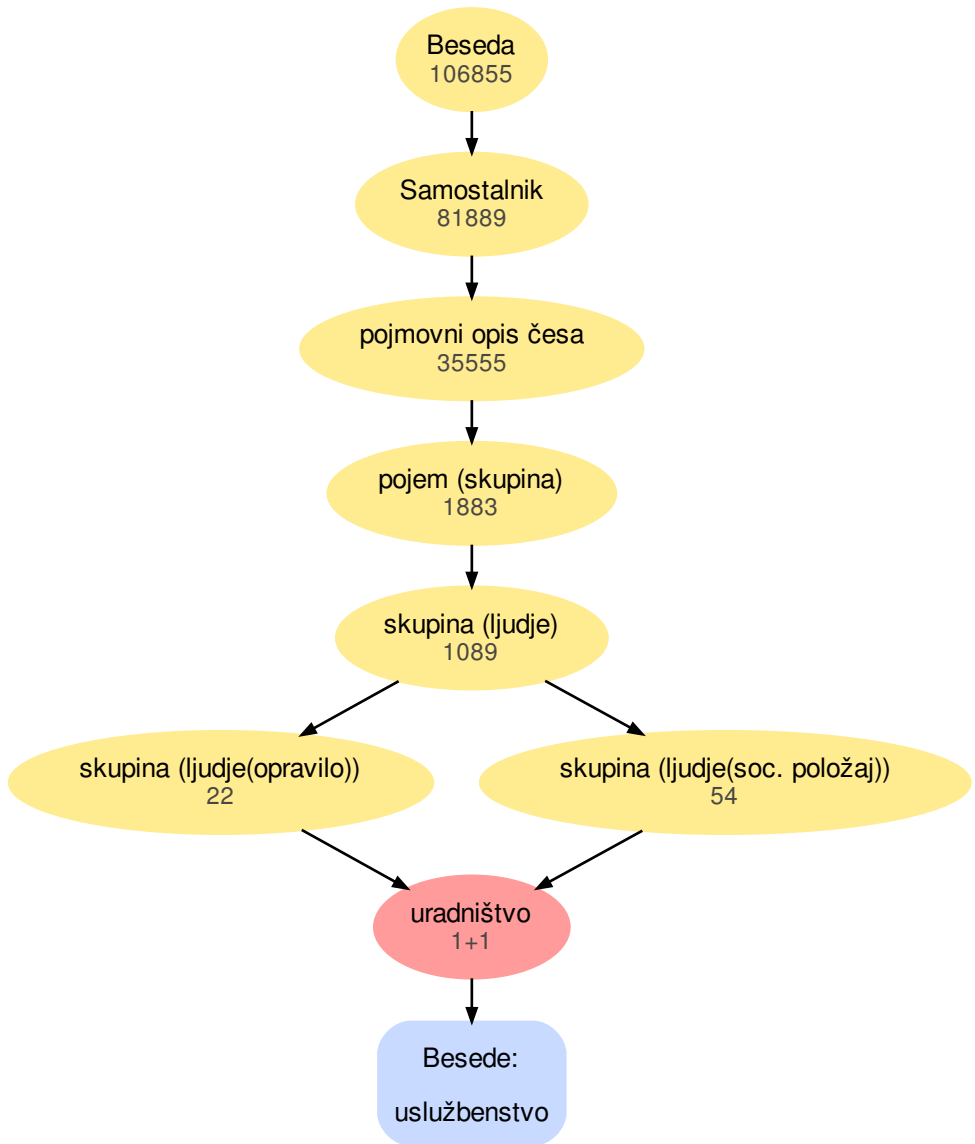 Beseda
106855
Samostalnik
81889
pojmovni opis česa
35555
pojem (skupina)
1883
skupina (ljudje)
1089
skupina (ljudje(opravilo))
22
skupina (ljudje(soc. položaj))
54
uradništvo
1+1
Besede:
uslužbenstvo